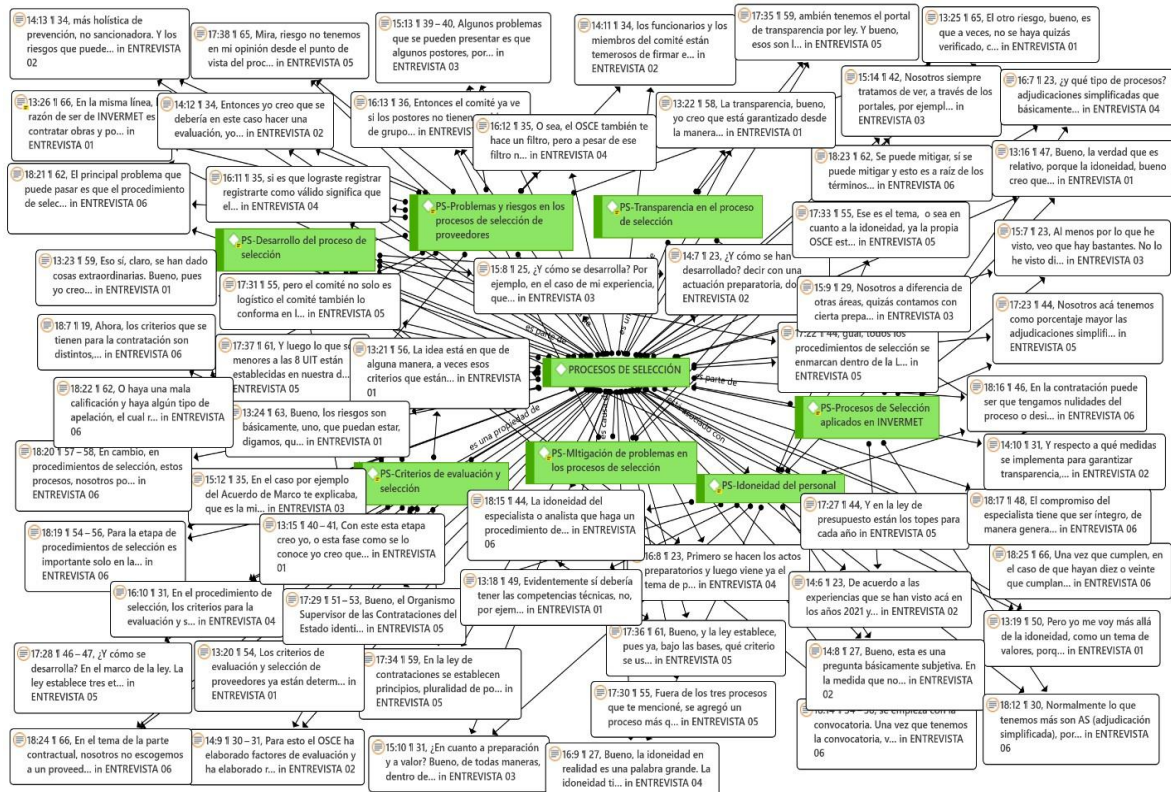 14:13 ¶ 34, más holística de
prevención, no sancionadora. Y los
riesgos que puede... in ENTREVISTA
02
17:38 ¶ 65, Mira, riesgo no tenemos
en mi opinión desde el punto de
vista del proc... in ENTREVISTA 05
15:13 ¶ 39 – 40, Algunos problemas
que se pueden presentar es que
algunos postores, por... in
ENTREVISTA 03
14:11 ¶ 34, los funcionarios y los
miembros del comité están
temerosos de firmar e... in
ENTREVISTA 02
17:35 ¶ 59, ambién tenemos el portal
de transparencia por ley. Y bueno,
esos son l... in ENTREVISTA 05
13:25 ¶ 65, El otro riesgo, bueno, es
que a veces, no se haya quizás
verificado, c... in ENTREVISTA 01
13:26 ¶ 66, En la misma línea, l
razón de ser de INVERMET es
contratar obras y po... in
ENTREVISTA 01
14:12 ¶ 34, Entonces yo creo que se
debería en este caso hacer una
evaluación, yo... in ENTREVISTA 02
16:13 ¶ 36, Entonces el comité ya ve
si los postores no tienen
de grupo...
ENTREVISTA
16:12 ¶ 35, O sea, el OSCE también te
hace un filtro, pero a pesar de ese
filtro n... in ENTREVISTA 04
13:22 ¶ 58, La transparencia, bueno,
yo creo que está garantizado desde
la manera...
ENTREVISTA 01
15:14 ¶ 42, Nosotros siempre
tratamos de ver, a través de los
portales, por ejempl... in
ENTREVISTA 03
16:7 ¶ 23, ¿y qué tipo de procesos?
adjudicaciones simplificadas que
básicamente... in ENTREVISTA 04
18:21 ¶ 62, El principal problema que
puede pasar es que el procedimiento
de selec... in ENTREVISTA 06
16:11 ¶ 35, si es que lograste registrar
registrarte como válido significa que
el... in ENTREVISTA 04
18:23 ¶ 62, Se puede mitigar, sí se
puede mitigar y esto es a raíz de los
términos... in ENTREVISTA 06
13:16 ¶ 47, Bueno, la verdad que es
relativo, porque la idoneidad, bueno
creo que... in ENTREVISTA 01
PS-Problemas y riesgos en los
procesos de selección de
proveedores
PS-Transparencia en el proceso
de selección
PS-Desarrollo del proceso de
selección
17:33 ¶ 55, Ese es el tema, o sea en
cuanto a la idoneidad, ya la propia
OSCE est... in ENTREVISTA 05
15:7 ¶ 23, Al menos por lo que he
visto, veo que hay bastantes. No lo
he visto di... in ENTREVISTA 03
13:23 ¶ 59, Eso sí, claro, se han dado
cosas extraordinarias. Bueno, pues
yo creo... in ENTREVISTA 01
17:31 ¶ 55, pero el comité no solo es
logístico el comité también lo
conforma en l... in ENTREVISTA 05
15:8 ¶ 25, ¿Y cómo se desarrolla? Por
ejemplo, en el caso de mi experiencia,
que... in ENTREVISTA 03
14:7 ¶ 23, ¿Y cómo se han
desarrollado? decir con una
actuación preparatoria, do...
ENTREVISTA 02
15:9 ¶ 29, Nosotros a diferencia de
otras áreas, quizás contamos con
cierta prepa... in ENTREVISTA 03
17:23 ¶ 44, Nosotros acá tenemos
como porcentaje mayor las
adjudicaciones simplifi... in
ENTREVISTA 05
18:7 ¶ 19, Ahora, los criterios que se
tienen para la contratación son
distintos,... in ENTREVISTA 06
17:37 ¶ 61, Y luego lo que s
menores a las 8 UIT están
establecidas en nuestra d...
ENTREVISTA 05
13:21 ¶ 56, La idea está en que de
alguna manera, a veces esos
criterios que están... in ENTREVISTA
01
es parte de
PROCESOS DE SELECCIÓN
es parte de
17:22 ¶ 44, igual, todos los
procedimientos de selección se
enmarcan dentro de la L... in
ENTREVISTA 05
18:22 ¶ 62, O haya una mala
calificación y haya algún tipo de
apelación, el cual r... in ENTREVISTA
06
13:24 ¶ 63, Bueno, los riesgos son
básicamente, uno, que puedan estar,
digamos, qu... in ENTREVISTA 01
es una propiedad de
es causa
18:16 ¶ 46, En la contratación puede
ser que tengamos nulidades del
proceso o desi... in ENTREVISTA 06
PS-Procesos de Selección
aplicados en INVERMET
18:20 ¶ 57 – 58, En cambio, en
procedimientos de selección, estos
procesos, nosotros po... in
ENTREVISTA 06
15:12 ¶ 35, En el caso por ejemplo
del Acuerdo de Marco te explicaba,
que es la mi... in ENTREVISTA 03
PS-Criterios de evaluación y
selección
PS-MItigación de problemas en
los procesos de selección
PS-Idoneidad del personal
14:10 ¶ 31, Y respecto a qué medidas
se implementa para garantizar
transparencia,... in ENTREVISTA 02
18:15 ¶ 44, La idoneidad del
especialista o analista que haga un
procedimiento de... in ENTREVISTA
06
17:27 ¶ 44, Y en la ley de
presupuesto están los topes para
cada año in ENTREVISTA 05
18:17 ¶ 48, El compromiso del
especialista tiene que ser íntegro, de
manera genera... in ENTREVISTA 06
18:19 ¶ 54 – 56, Para la etapa de
procedimientos de selección es
importante solo en la... in
ENTREVISTA 06
13:15 ¶ 40 – 41, Con este esta etapa
creo yo, o esta fase como se lo
conoce yo creo que... in ENTREVISTA
01
16:8 ¶ 23, Primero se hacen los actos
preparatorios y luego viene ya el
tema de p... in ENTREVISTA 04
18:25 ¶ 66, Una vez que cumplen, en
el caso de que hayan diez o veinte
que cumplan... in ENTREVISTA 06
16:10 ¶ 31, En el procedimiento de
selección, los criterios para la
evaluación y s... in ENTREVISTA 04
17:29 ¶ 51 – 53, Bueno, el Organismo
Supervisor de las Contrataciones del
Estado identi... in ENTREVISTA 05
13:18 ¶ 49, Evidentemente sí debería
tener las competencias técnicas, no,
por ejem... in ENTREVISTA 01
14:6 ¶ 23, De acuerdo a las
experiencias que se han visto acá en
los años 2021 y... in ENTREVISTA 02
13:19 ¶ 50, Pero yo me voy más allá
de la idoneidad, como un tema de
valores, porq... in ENTREVISTA 01
17:28 ¶ 46 – 47, ¿Y cómo se
desarrolla? En el marco de la ley. La
ley establece tres et... in
ENTREVISTA 05
13:20 ¶ 54, Los criterios de
evaluación y selección de
proveedores ya están determ... in
ENTREVISTA 01
17:34 ¶ 59, En la ley de
contrataciones se establecen
principios, pluralidad de po... in
ENTREVISTA 05
17:36 ¶ 61, Bueno, y la ley establece,
pues ya, bajo las bases, qué criterio
se us... in ENTREVISTA 05
14:8 ¶ 27, Bueno, esta es una
pregunta básicamente subjetiva. En
la medida que no... in ENTREVISTA
02
17:30 ¶ 55, Fuera de los tres procesos
que te mencioné, se agregó un
proceso más q... in ENTREVISTA 05
18:12 ¶ 30, Normalmente lo que
tenemos más son AS (adjudicación
simplificada), por... in ENTREVISTA
06
convocatoria. Una vez que tenemos
la convocatoria, v... in ENTREVISTA
06
18:24 ¶ 66, En el tema de la parte
contractual, nosotros no escogemos
a un proveed... in ENTREVISTA 06
14:9 ¶ 30 – 31, Para esto el OSCE ha
elaborado factores de evaluación y
ha elaborado r... in ENTREVISTA 02
15:10 ¶ 31, ¿En cuanto a preparación
y a valor? Bueno, de todas maneras,
dentro de... in ENTREVISTA 03
16:9 ¶ 27, Bueno, la idoneidad en
realidad es una palabra grande. La
idoneidad ti... in ENTREVISTA 04